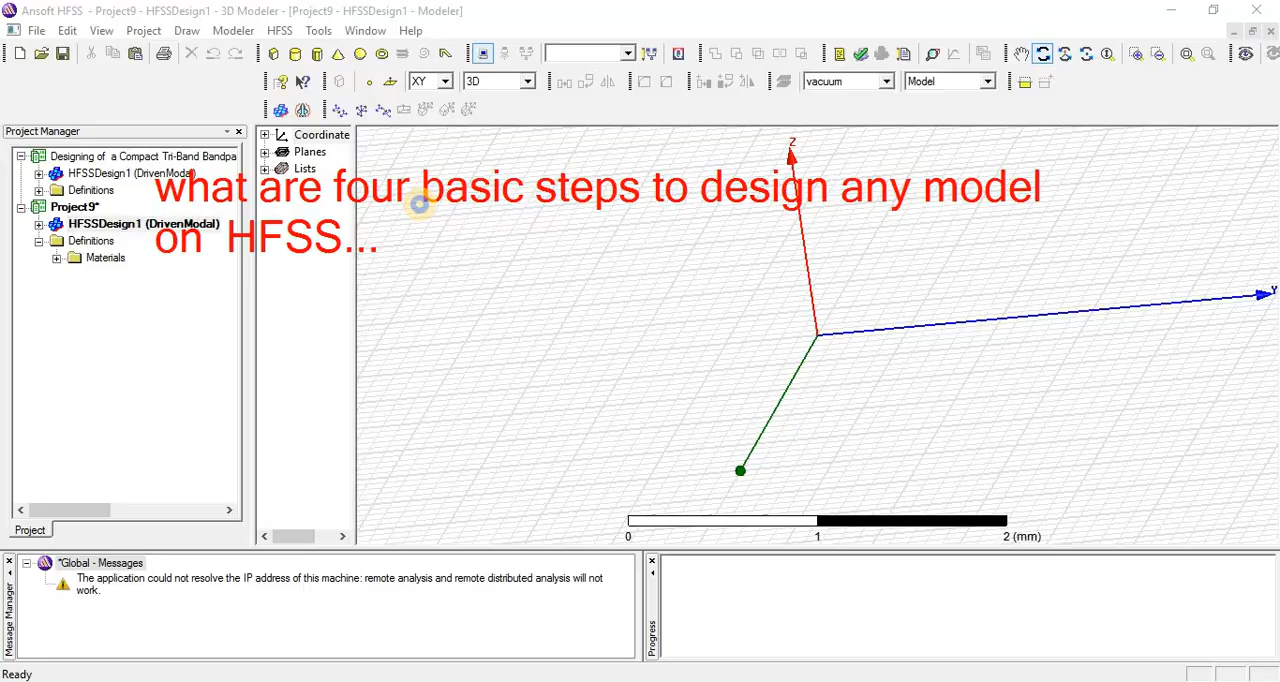 Ansoft HFSS - Project9 - HFSSDesign1 - 3D Modeler - [Project9 - HFSSDesign1 - Modeler]
File Edit View Project Draw Modeler HFSS Tools Window Help
XY 3D vacuum Model
Project Manager
Designing of a Compact Tri-Band Bandpa
HFSSDesign1 (DrivenModal)
Definitions
Project9*
HFSSDesign1 (DrivenModal)
Definitions
Materials
Project
Coordinate
Planes
Lists
what are four basic steps to design any model
on HFSS...
Z
Y
0 1 2 (mm)
*Global - Messages
The application could not resolve the IP address of this machine: remote analysis and remote distributed analysis will not
work.
Message Manager
Progress
Ready